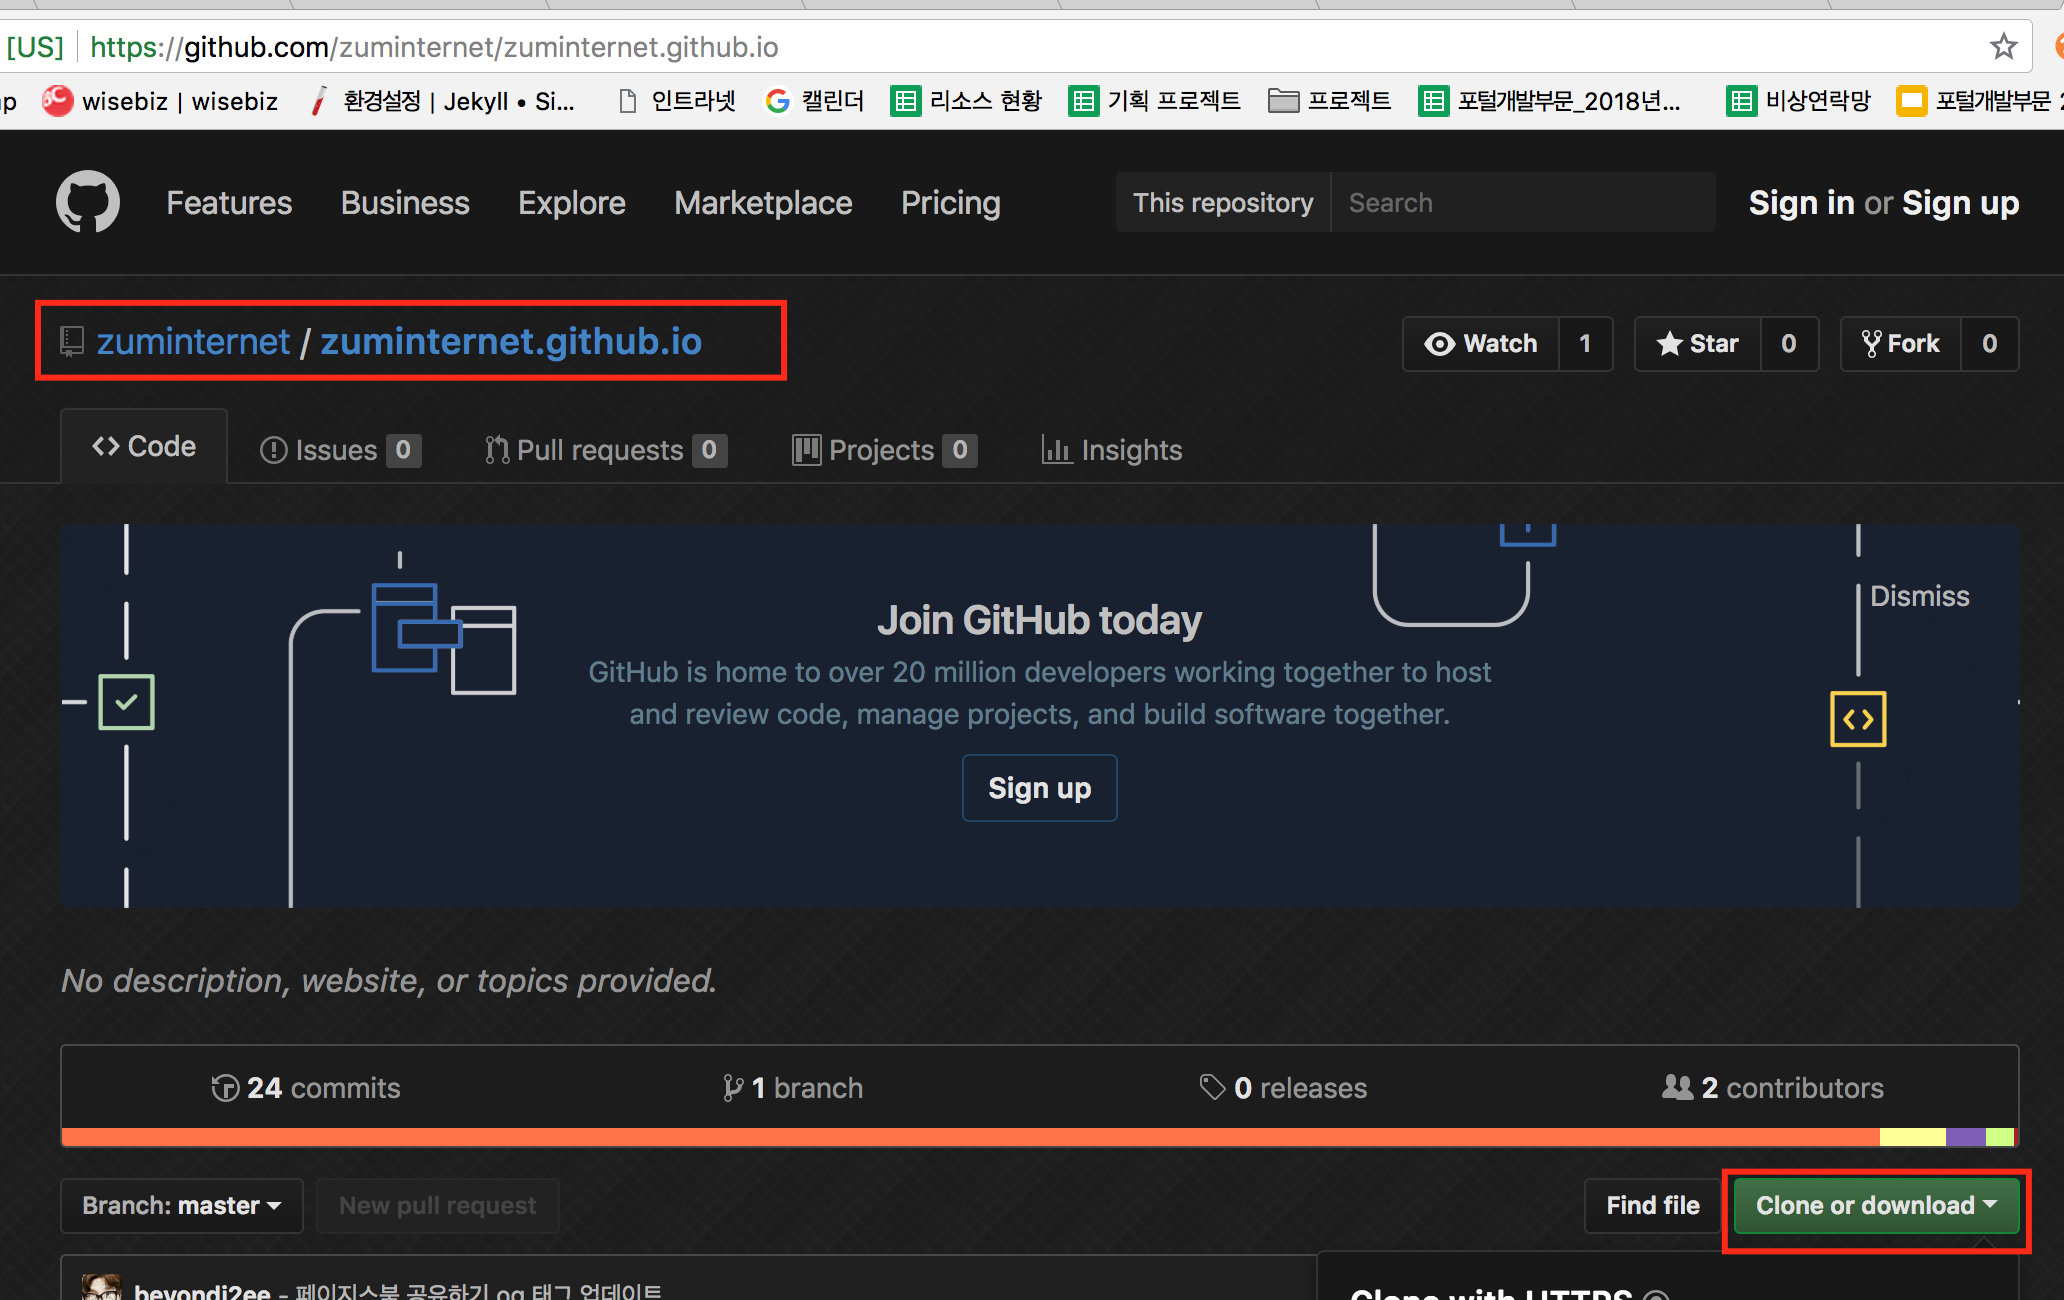 [US] https://github.com/zuminternet/zuminternet.github.io
wisebiz | wisebiz 환경설정 | Jekyll • Si... 인트라넷 캘린더 리소스 현황 기획 프로젝트 프로젝트 포털개발부문_2018년... 비상연락망 포털개발부문
Features Business Explore Marketplace Pricing This repository Search Sign in or Sign up
zuminternet / zuminternet.github.io Watch 1 Star 0 Fork 0
Code Issues 0 Pull requests 0 Projects 0 Insights
Dismiss
Join GitHub today
GitHub is home to over 20 million developers working together to host
and review code, manage projects, and build software together.
Sign up
No description, website, or topics provided.
24 commits 1 branch 0 releases 2 contributors
Branch: master New pull request Find file Clone or download
beyondj2ee - 페이지스북 공유하기 og 태그 업데이트
Clone with HTTPS